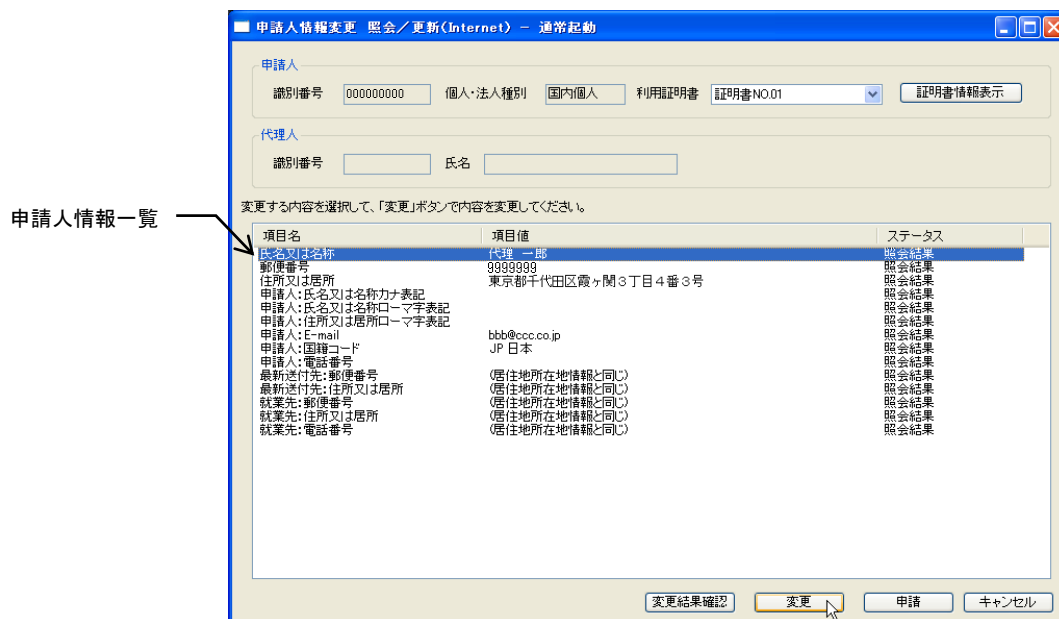 申請人情報変更 照会／更新(Internet) － 通常起動
申請人
識別番号 000000000 個人・法人種別 国内個人 利用証明書 証明書NO.01 証明書情報表示
代理人
識別番号 氏名
変更する内容を選択して、「変更」ボタンで内容を変更してください。
申請人情報一覧
項目名 項目値 ステータス
氏名又は名称 代理 一郎 照会結果
郵便番号 9999999 照会結果
住所又は居所 東京都千代田区霞ヶ関３丁目４番３号 照会結果
申請人:氏名又は名称カナ表記 照会結果
申請人:氏名又は名称ローマ字表記 照会結果
申請人:住所又は居所ローマ字表記 照会結果
申請人:E-mail bbb@ccc.co.jp 照会結果
申請人:国籍コード JP 日本 照会結果
申請人:電話番号 照会結果
最新送付先:郵便番号 (居住地所在地情報と同じ) 照会結果
最新送付先:住所又は居所 (居住地所在地情報と同じ) 照会結果
就業先:郵便番号 (居住地所在地情報と同じ) 照会結果
就業先:住所又は居所 (居住地所在地情報と同じ) 照会結果
就業先:電話番号 (居住地所在地情報と同じ) 照会結果
変更結果確認 変更 申請 キャンセル